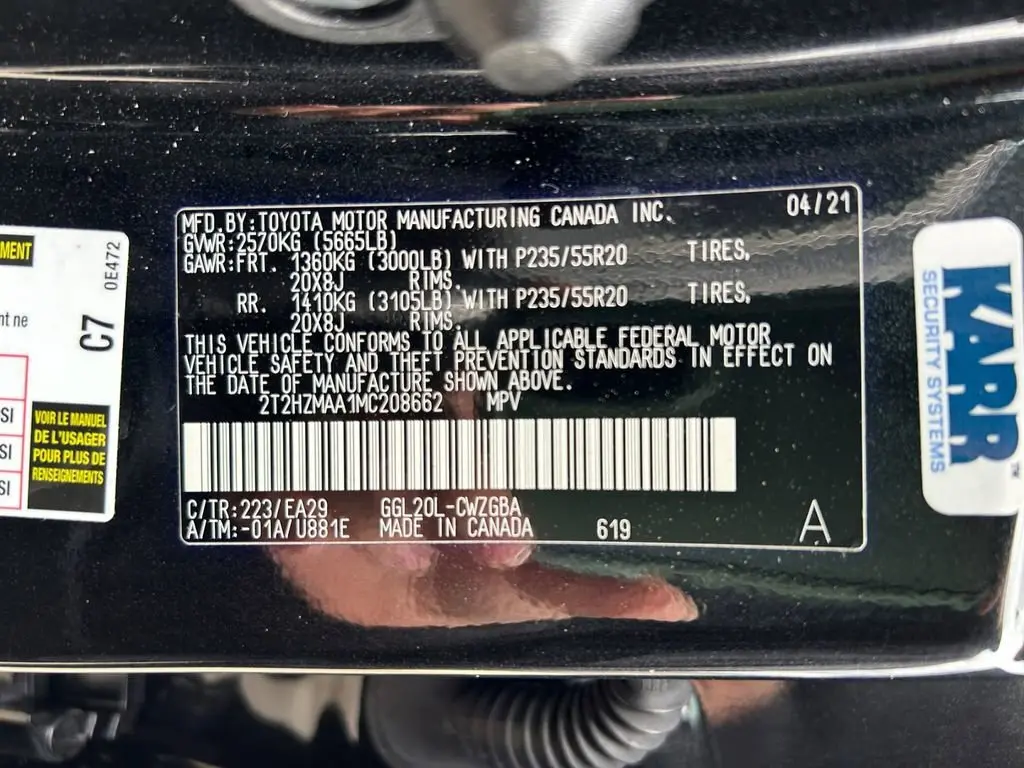 MENT
0E472
nt ne
C7
SI
SI
SI
VOIR LE MANUEL
DE L'USAGER
POUR PLUS DE
RENSEIGNEMENTS
MFD.BY:TOYOTA MOTOR MANUFACTURING CANADA INC. 04/21
GVWR:2570KG (5665LB)
GAWR:FRT. 1360KG (3000LB) WITH P235/55R20 TIRES,
20X8J RIMS.
RR. 1410KG (3105LB) WITH P235/55R20 TIRES,
20X8J RIMS.
THIS VEHICLE CONFORMS TO ALL APPLICABLE FEDERAL MOTOR
VEHICLE SAFETY AND THEFT PREVENTION STANDARDS IN EFFECT ON
THE DATE OF MANUFACTURE SHOWN ABOVE.
2T2HZMAA1MC208662 MPV
C/TR:223/EA29 GGL20L-CWZGBA
A/TM:-01A/U881E MADE IN CANADA 619 A
KARR™
SECURITY SYSTEMS